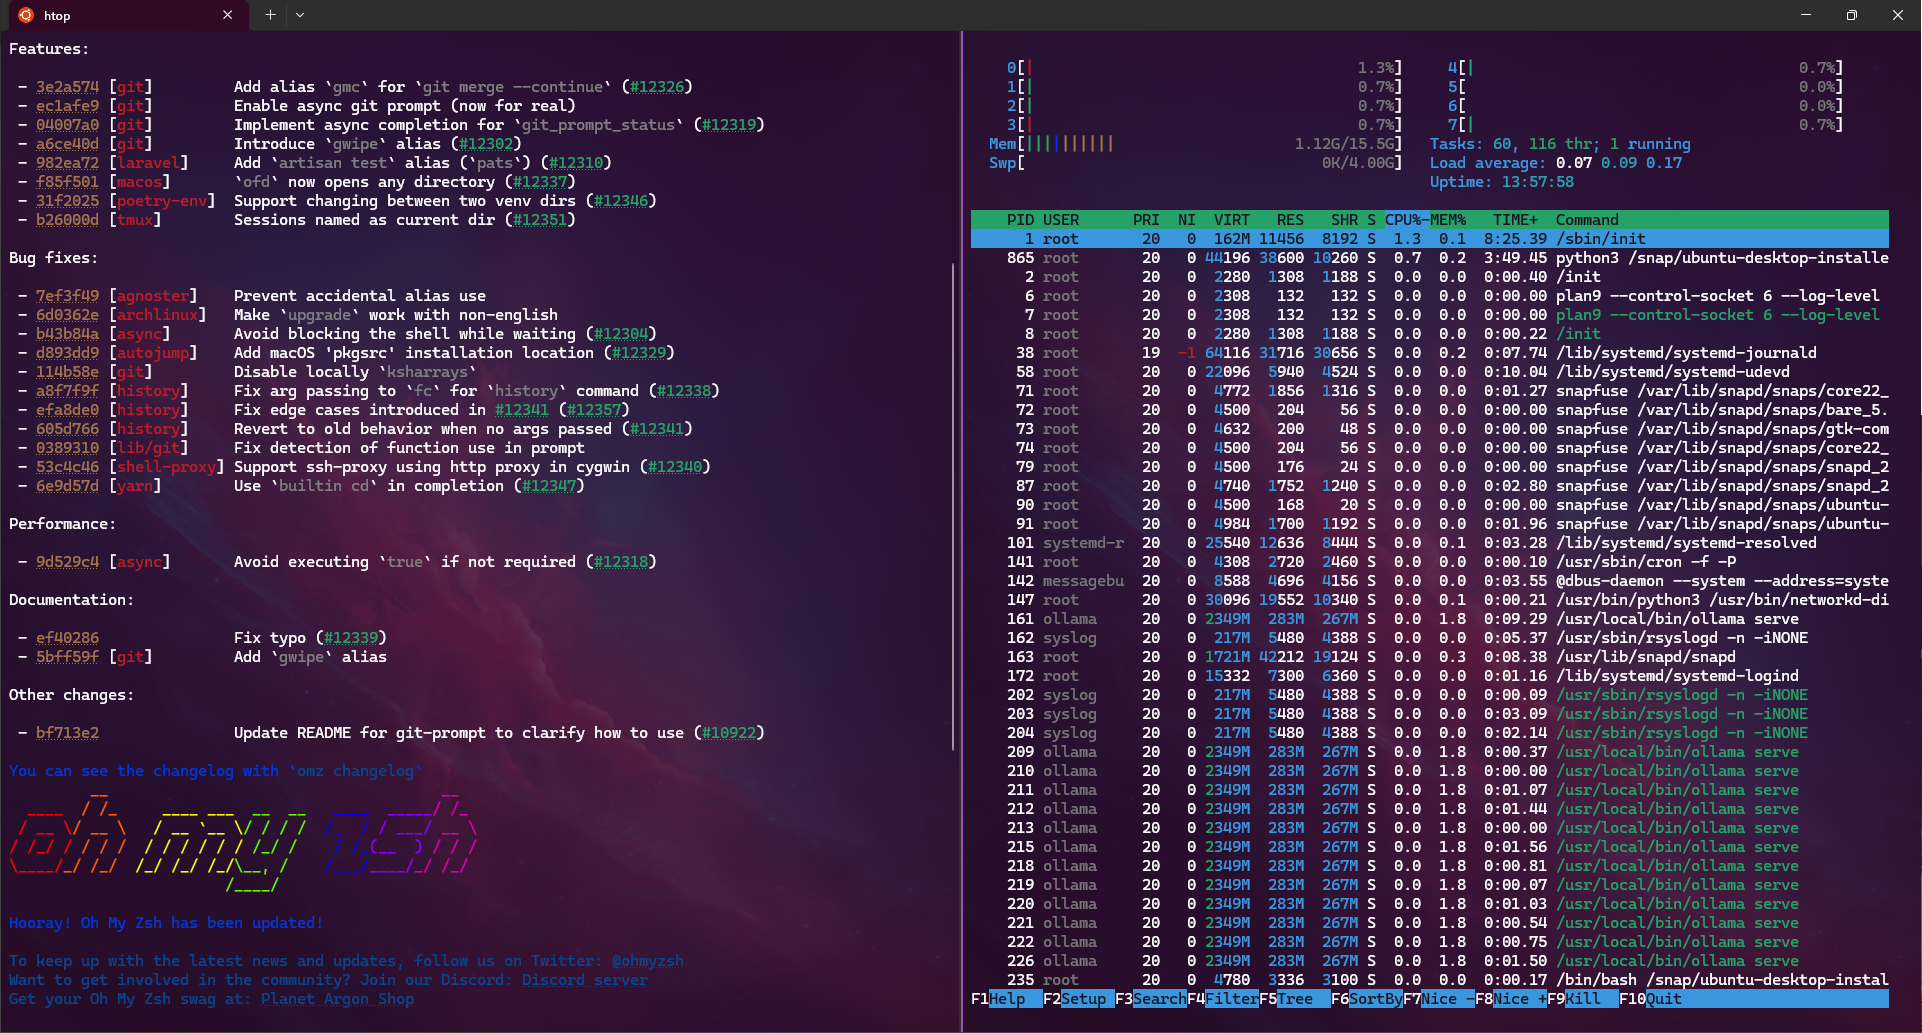 htop
Features:
- 3e2a574 [git] Add alias `gmc` for `git merge --continue` (#12326)
- ec1afe9 [git] Enable async git prompt (now for real)
- 04007a0 [git] Implement async completion for `git_prompt_status` (#12319)
- a6ce40d [git] Introduce `gwipe` alias (#12302)
- 982ea72 [laravel] Add `artisan test` alias (`pats`) (#12310)
- f85f501 [macos] `ofd` now opens any directory (#12337)
- 31f2025 [poetry-env] Support changing between two venv dirs (#12346)
- b26000d [tmux] Sessions named as current dir (#12351)
Bug fixes:
- 7ef3f49 [agnoster] Prevent accidental alias use
- 6d0362e [archlinux] Make `upgrade` work with non-english
- b43b84a [async] Avoid blocking the shell while waiting (#12304)
- d893dd9 [autojump] Add macOS 'pkgsrc' installation location (#12329)
- 114b58e [git] Disable locally `ksharrays`
- a8f7f9f [history] Fix arg passing to `fc` for `history` command (#12338)
- efa8de0 [history] Fix edge cases introduced in #12341 (#12357)
- 605d766 [history] Revert to old behavior when no args passed (#12341)
- 0389310 [lib/git] Fix detection of function use in prompt
- 53c4c46 [shell-proxy] Support ssh-proxy using http proxy in cygwin (#12340)
- 6e9d57d [yarn] Use `builtin cd` in completion (#12347)
Performance:
- 9d529c4 [async] Avoid executing `true` if not required (#12318)
Documentation:
- ef40286 Fix typo (#12339)
- 5bff59f [git] Add `gwipe` alias
Other changes:
- bf713e2 Update README for git-prompt to clarify how to use (#10922)
You can see the changelog with `omz changelog`
oh my zsh
Hooray! Oh My Zsh has been updated!
To keep up with the latest news and updates, follow us on Twitter: @ohmyzsh
Want to get involved in the community? Join our Discord: Discord server
Get your Oh My Zsh swag at: Planet Argon Shop
0[| 1.3%] 4[| 0.7%]
1[| 0.7%] 5[ 0.0%]
2[| 0.7%] 6[ 0.0%]
3[| 0.7%] 7[| 0.7%]
Mem[|||||||||| 1.12G/15.5G] Tasks: 60, 116 thr; 1 running
Swp[ 0K/4.00G] Load average: 0.07 0.09 0.17
Uptime: 13:57:58
PID USER PRI NI VIRT RES SHR S CPU%-MEM% TIME+ Command
1 root 20 0 162M 11456 8192 S 1.3 0.1 8:25.39 /sbin/init
865 root 20 0 44196 38600 10260 S 0.7 0.2 3:49.45 python3 /snap/ubuntu-desktop-installe
2 root 20 0 2280 1308 1188 S 0.0 0.0 0:00.40 /init
6 root 20 0 2308 132 132 S 0.0 0.0 0:00.00 plan9 --control-socket 6 --log-level
7 root 20 0 2308 132 132 S 0.0 0.0 0:00.00 plan9 --control-socket 6 --log-level
8 root 20 0 2280 1308 1188 S 0.0 0.0 0:00.22 /init
38 root 19 -1 64116 31716 30656 S 0.0 0.2 0:07.74 /lib/systemd/systemd-journald
58 root 20 0 22096 5940 4524 S 0.0 0.0 0:10.04 /lib/systemd/systemd-udevd
71 root 20 0 4772 1856 1316 S 0.0 0.0 0:01.27 snapfuse /var/lib/snapd/snaps/core22_
72 root 20 0 4500 204 56 S 0.0 0.0 0:00.00 snapfuse /var/lib/snapd/snaps/bare_5.
73 root 20 0 4632 200 48 S 0.0 0.0 0:00.00 snapfuse /var/lib/snapd/snaps/gtk-com
74 root 20 0 4500 204 56 S 0.0 0.0 0:00.00 snapfuse /var/lib/snapd/snaps/core22_
79 root 20 0 4500 176 24 S 0.0 0.0 0:00.00 snapfuse /var/lib/snapd/snaps/snapd_2
87 root 20 0 4740 1752 1240 S 0.0 0.0 0:02.80 snapfuse /var/lib/snapd/snaps/snapd_2
90 root 20 0 4500 168 20 S 0.0 0.0 0:00.00 snapfuse /var/lib/snapd/snaps/ubuntu-
91 root 20 0 4984 1700 1192 S 0.0 0.0 0:01.96 snapfuse /var/lib/snapd/snaps/ubuntu-
101 systemd-r 20 0 25540 12636 8444 S 0.0 0.1 0:03.28 /lib/systemd/systemd-resolved
141 root 20 0 4308 2720 2460 S 0.0 0.0 0:00.10 /usr/sbin/cron -f -P
142 messagebu 20 0 8588 4696 4156 S 0.0 0.0 0:03.55 @dbus-daemon --system --address=syste
147 root 20 0 30096 19552 10340 S 0.0 0.1 0:00.21 /usr/bin/python3 /usr/bin/networkd-di
161 ollama 20 0 2349M 283M 267M S 0.0 1.8 0:09.29 /usr/local/bin/ollama serve
162 syslog 20 0 217M 5480 4388 S 0.0 0.0 0:05.37 /usr/sbin/rsyslogd -n -iNONE
163 root 20 0 1721M 42212 19124 S 0.0 0.3 0:08.38 /usr/lib/snapd/snapd
172 root 20 0 15332 7300 6360 S 0.0 0.0 0:01.16 /lib/systemd/systemd-logind
202 syslog 20 0 217M 5480 4388 S 0.0 0.0 0:00.09 /usr/sbin/rsyslogd -n -iNONE
203 syslog 20 0 217M 5480 4388 S 0.0 0.0 0:03.09 /usr/sbin/rsyslogd -n -iNONE
204 syslog 20 0 217M 5480 4388 S 0.0 0.0 0:02.14 /usr/sbin/rsyslogd -n -iNONE
209 ollama 20 0 2349M 283M 267M S 0.0 1.8 0:00.37 /usr/local/bin/ollama serve
210 ollama 20 0 2349M 283M 267M S 0.0 1.8 0:00.00 /usr/local/bin/ollama serve
211 ollama 20 0 2349M 283M 267M S 0.0 1.8 0:01.07 /usr/local/bin/ollama serve
212 ollama 20 0 2349M 283M 267M S 0.0 1.8 0:01.44 /usr/local/bin/ollama serve
213 ollama 20 0 2349M 283M 267M S 0.0 1.8 0:00.00 /usr/local/bin/ollama serve
215 ollama 20 0 2349M 283M 267M S 0.0 1.8 0:01.56 /usr/local/bin/ollama serve
218 ollama 20 0 2349M 283M 267M S 0.0 1.8 0:00.81 /usr/local/bin/ollama serve
219 ollama 20 0 2349M 283M 267M S 0.0 1.8 0:00.07 /usr/local/bin/ollama serve
220 ollama 20 0 2349M 283M 267M S 0.0 1.8 0:01.03 /usr/local/bin/ollama serve
221 ollama 20 0 2349M 283M 267M S 0.0 1.8 0:00.54 /usr/local/bin/ollama serve
222 ollama 20 0 2349M 283M 267M S 0.0 1.8 0:00.75 /usr/local/bin/ollama serve
226 ollama 20 0 2349M 283M 267M S 0.0 1.8 0:01.50 /usr/local/bin/ollama serve
235 root 20 0 4780 3336 3100 S 0.0 0.0 0:00.17 /bin/bash /snap/ubuntu-desktop-instal
F1Help F2Setup F3SearchF4FilterF5Tree F6SortByF7Nice -F8Nice +F9Kill F10Quit